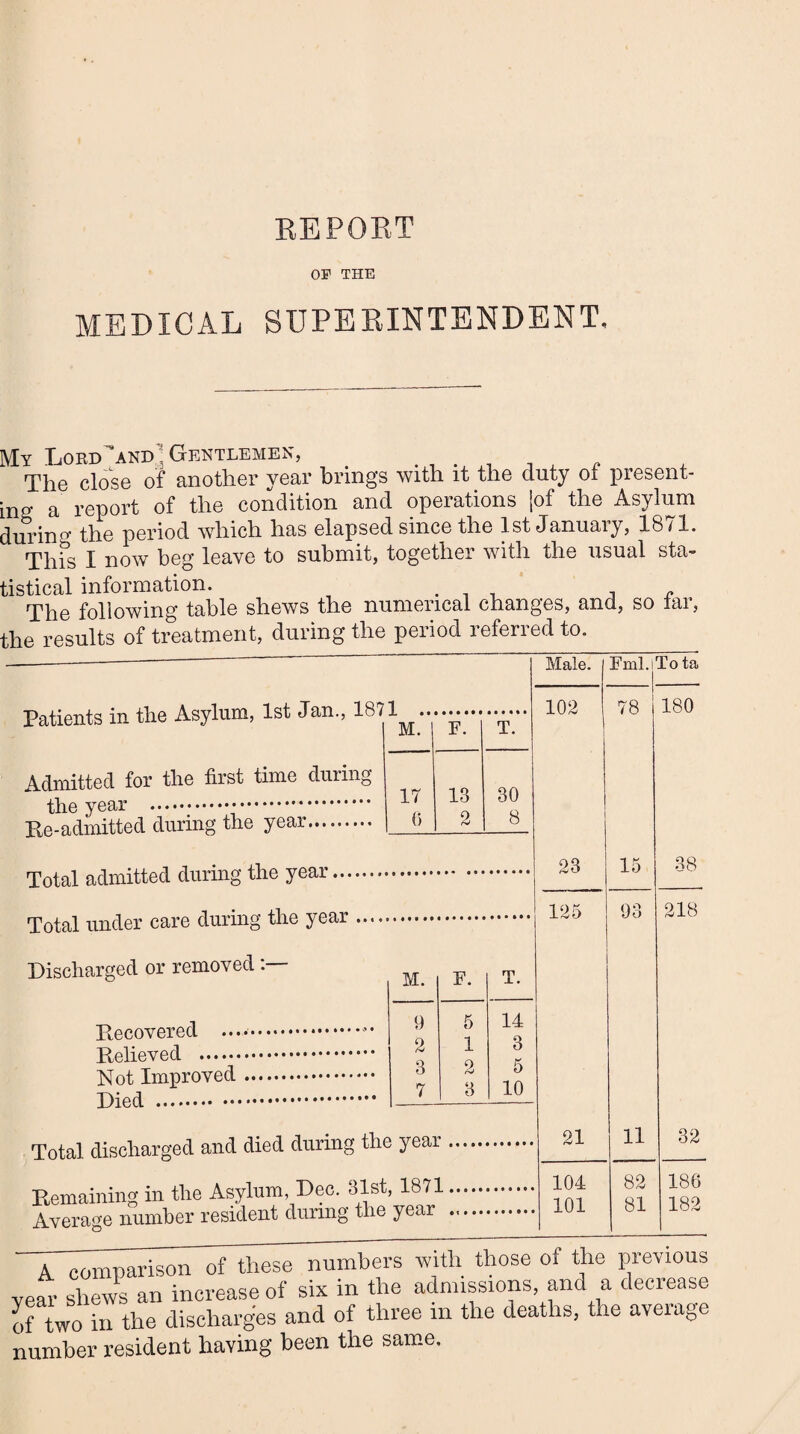 REPORT
OF THE
MEDICAL SUPERINTENDENT.
My Lord and Gentlemen,
The close of another year brings with it the duty of present-
ing a report of the condition and operations of the Asylum
during the period which has elapsed since the 1st January, 1871.
This I now beg leave to submit, together with the usual sta-
tistical information.
The following table shews the numerical changes, and, so far,
the results of treatment, during the period referred to.
Male. Fml. Tota
Patients in the Asylum, 1st Jan., 1871 ........... 102 78 180
M. F. T.
Admitted for the first time during
the year ........................... 17 13 30
Re-admitted during the year......... 6 2 8
Total admitted during the year........................ 23 15 38
Total under care during the year ........................ 125 93 218
Discharged or removed :—
M. F. T.
Recovered ........................ 9 5 14
Relieved ........................ 2 1 3
Not Improved ................... 3 2 5
Died ........................... 7 3 10
Total discharged and died during the year ............ 21 11 32
Remaining in the Asylum, Dec. 31st, 1871............ 104 82 186
Average number resident during the year ............ 101 81 182
A comparison of these numbers with those of the previous
year shews an increase of six in the admissions, and a decrease
of two in the discharges and of three in the deaths, the average
number resident having been the same.